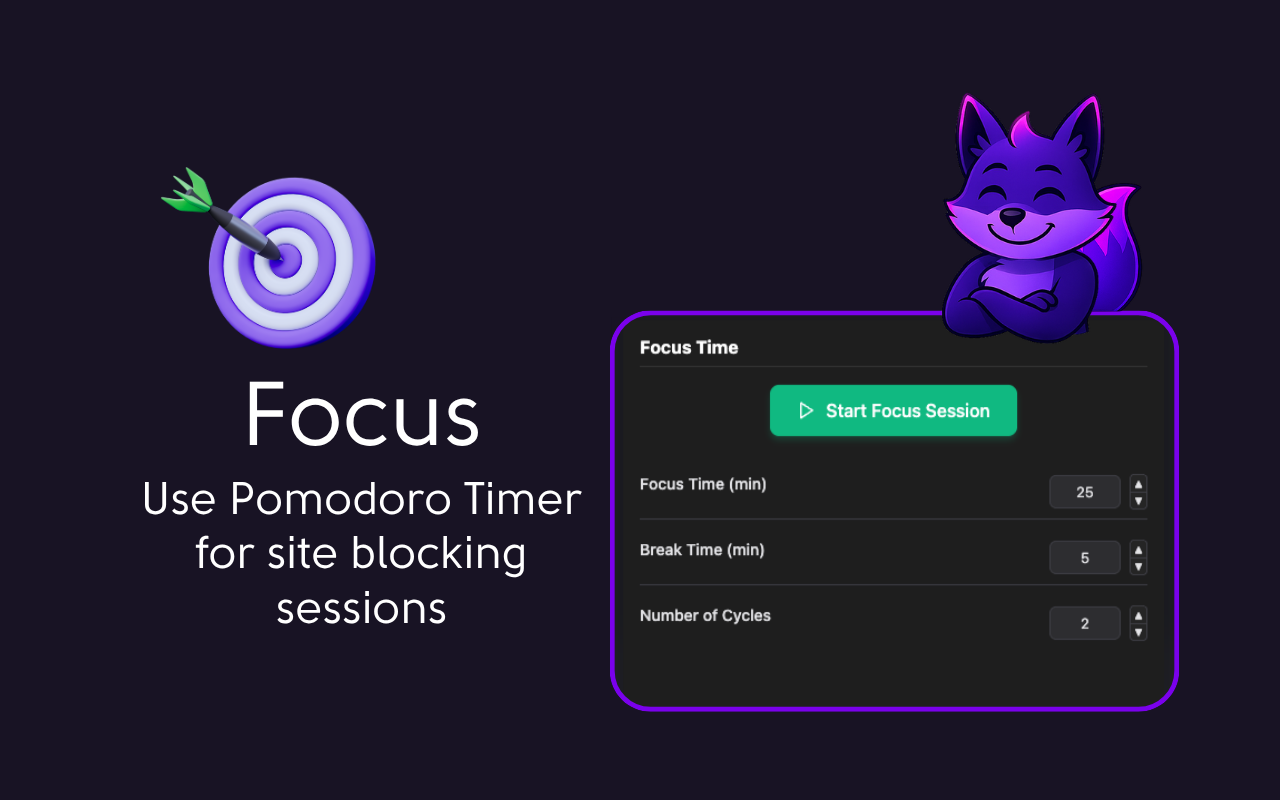 Focus
Use Pomodoro Timer
for site blocking
sessions
Focus Time
Start Focus Session
Focus Time (min)
25
Break Time (min)
5
Number of Cycles
2